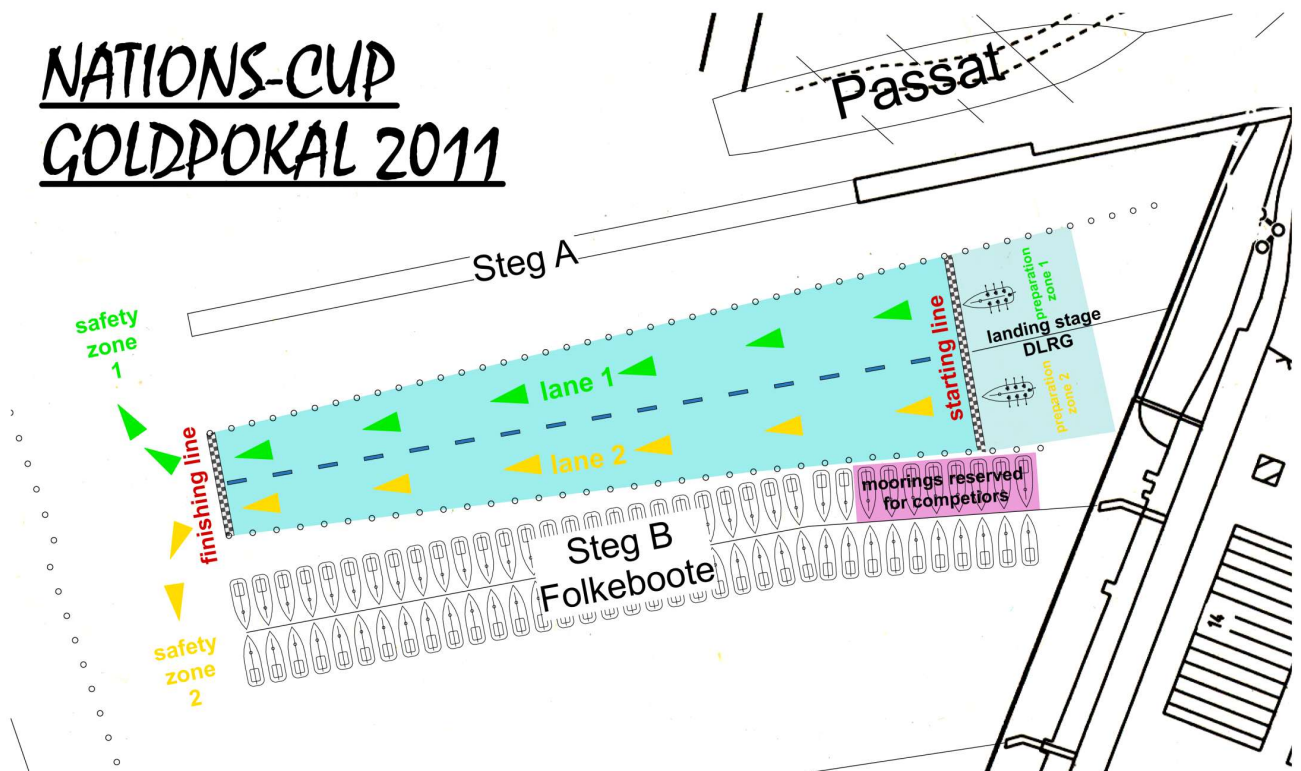 NATIONS-CUP
GOLDPOKAL 2011
Passat
Steg A
safety
zone
1
preparation
zone 1
landing stage
DLRG
preparation
zone 2
starting line
lane 1
lane 2
finishing line
moorings reserved
for competiors
Steg B
Folkeboote
safety
zone
2
14